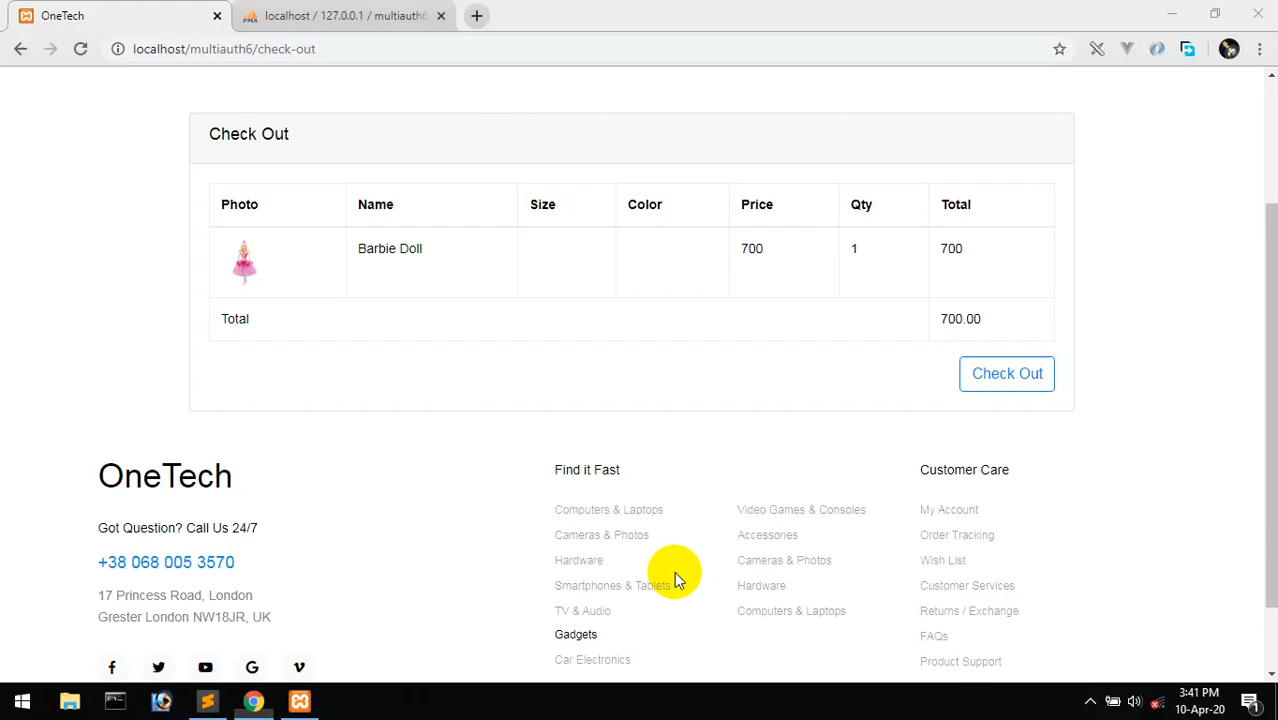 OneTech
localhost / 127.0.0.1 / multiauth6
localhost/multiauth6/check-out
Check Out
Photo Name Size Color Price Qty Total
Barbie Doll 700 1 700
Total 700.00
Check Out
OneTech
Got Question? Call Us 24/7
+38 068 005 3570
17 Princess Road, London
Grester London NW18JR, UK
Find it Fast
Computers & Laptops
Cameras & Photos
Hardware
Smartphones & Tablets
TV & Audio
Gadgets
Car Electronics
Video Games & Consoles
Accessories
Cameras & Photos
Hardware
Computers & Laptops
Customer Care
My Account
Order Tracking
Wish List
Customer Services
Returns / Exchange
FAQs
Product Support
3:41 PM
10-Apr-20
1